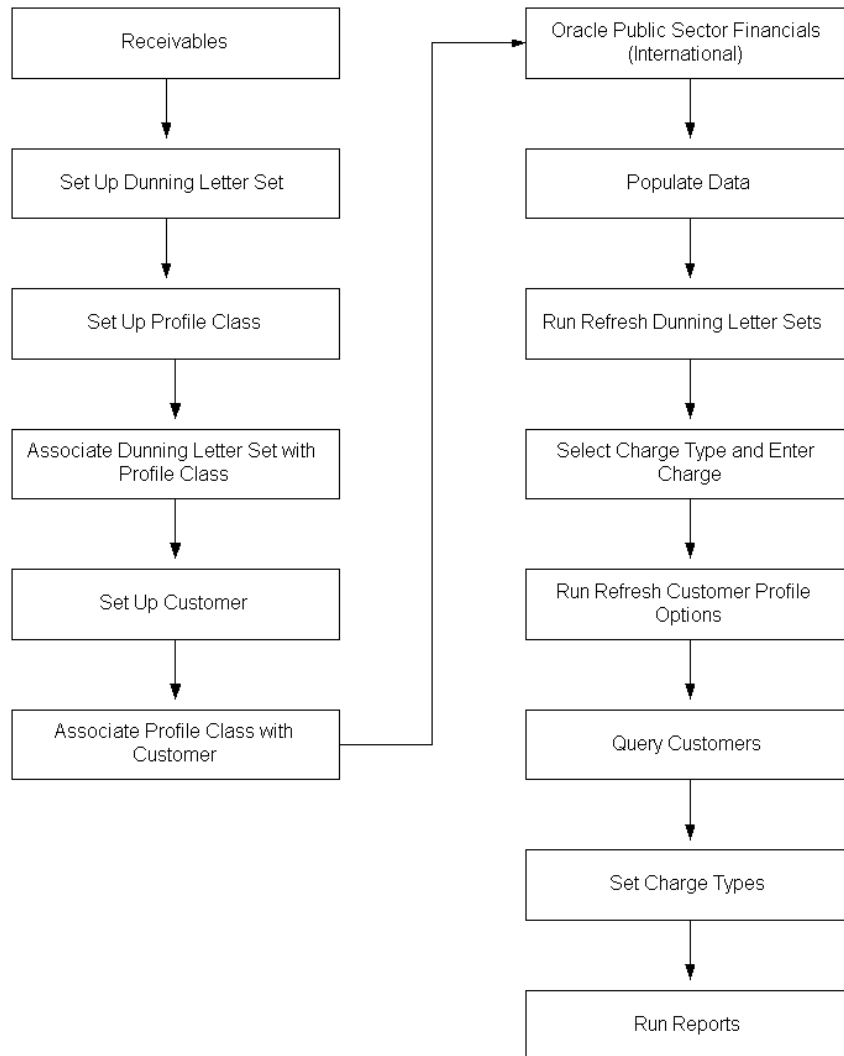 Receivables
Set Up Dunning Letter Set
Set Up Profile Class
Associate Dunning Letter Set with
Profile Class
Set Up Customer
Associate Profile Class with
Customer
Oracle Public Sector Financials
(International)
Populate Data
Run Refresh Dunning Letter Sets
Select Charge Type and Enter
Charge
Run Refresh Customer Profile
Options
Query Customers
Set Charge Types
Run Reports